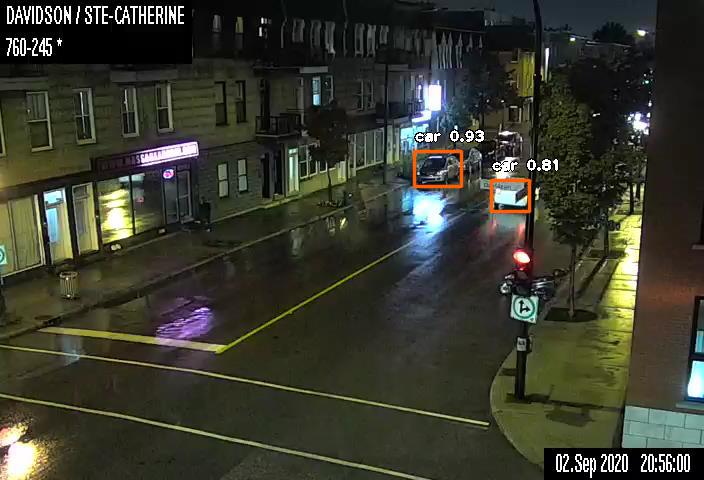 DAVIDSON / STE-CATHERINE
760-245 *
car 0.93
car 0.81
02.Sep 2020 20:56:00